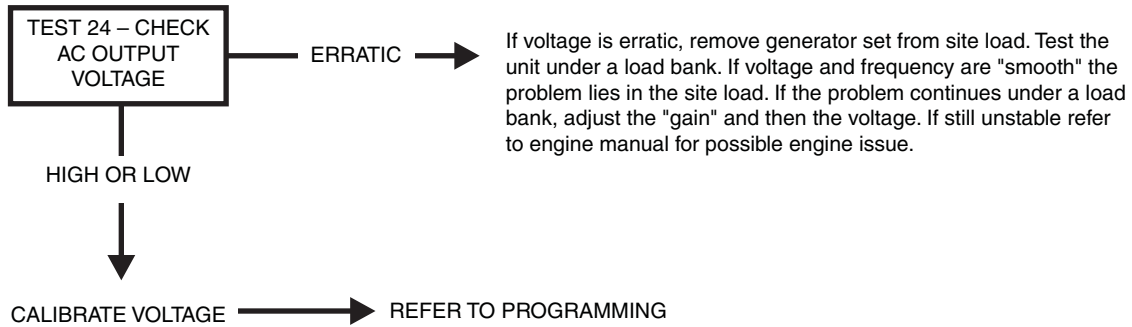 TEST 24 – CHECK
AC OUTPUT
VOLTAGE
ERRATIC
If voltage is erratic, remove generator set from site load. Test the
unit under a load bank. If voltage and frequency are "smooth" the
problem lies in the site load. If the problem continues under a load
bank, adjust the "gain" and then the voltage. If still unstable refer
to engine manual for possible engine issue.
HIGH OR LOW
CALIBRATE VOLTAGE
REFER TO PROGRAMMING